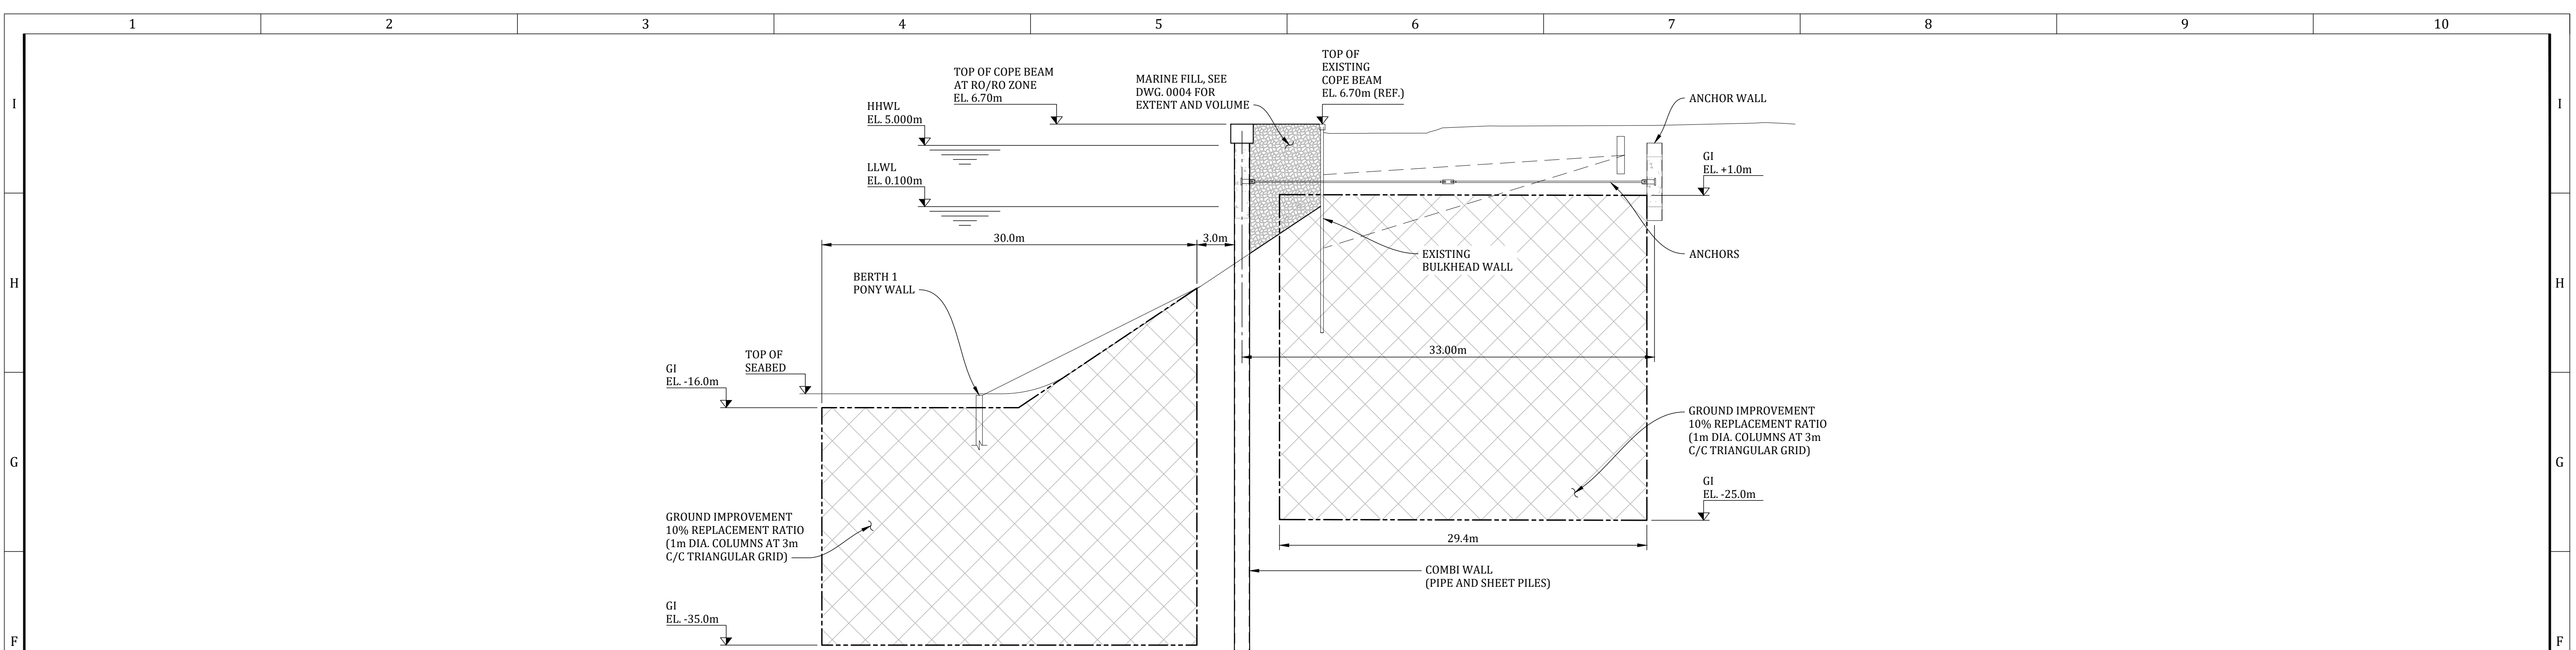 1 2 3 4 5 6 7 8 9 10
I
I
TOP OF
EXISTING
COPE BEAM
EL. 6.70m (REF.)
TOP OF COPE BEAM
AT RO/RO ZONE
EL. 6.70m
MARINE FILL, SEE
DWG. 0004 FOR
EXTENT AND VOLUME
HHWL
EL. 5.000m
ANCHOR WALL
LLWL
EL. 0.100m
GI
EL. +1.0m
30.0m
3.0m
EXISTING
BULKHEAD WALL
ANCHORS
H
H
BERTH 1
PONY WALL
33.00m
TOP OF
SEABED
GI
EL. -16.0m
GROUND IMPROVEMENT
10% REPLACEMENT RATIO
(1m DIA. COLUMNS AT 3m
C/C TRIANGULAR GRID)
G
G
GI
EL. -25.0m
GROUND IMPROVEMENT
10% REPLACEMENT RATIO
(1m DIA. COLUMNS AT 3m
C/C TRIANGULAR GRID)
29.4m
COMBI WALL
(PIPE AND SHEET PILES)
GI
EL. -35.0m
F
F